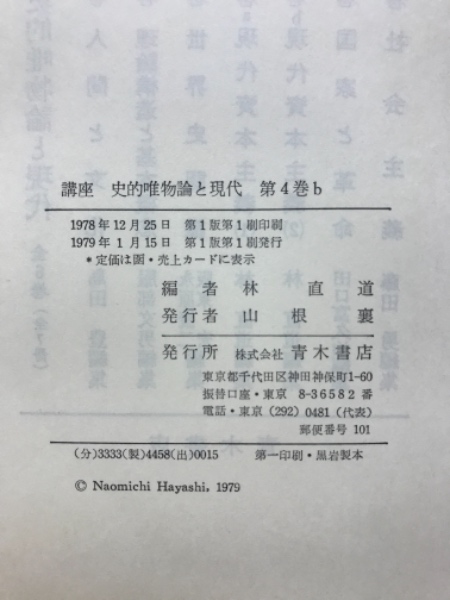 講座 史的唯物論と現代 第4巻b
1978年12月25日 第1版第1刷印刷
1979年1月15日 第1版第1刷発行
*定価は函・売上カードに表示
編者 林 直道
発行者 山根 襄
発行所 株式会社 青木書店
東京都千代田区神田神保町1-60
振替口座・東京 8-36582番
電話・東京 (292) 0481 (代表)
郵便番号 101
(分)3333(製)4458(出)0015 第一印刷・黒岩製本
© Naomichi Hayashi, 1979